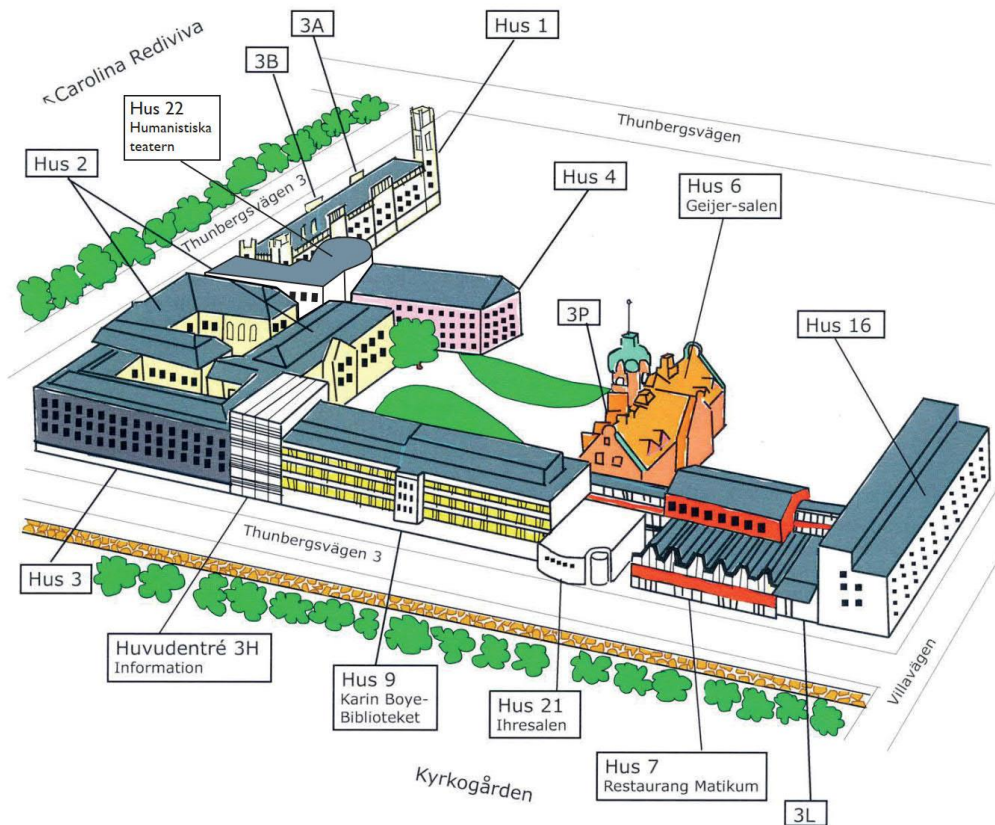 3A
Hus 1
3B
←Carolina Rediviva
Thunbergsvägen
Hus 22
Humanistiska
teatern
Hus 2
Hus 4
Hus 6
Geijer-salen
Thunbergsvägen 3
3P
Hus 16
Thunbergsvägen 3
Hus 3
Huvudentré 3H
Information
Hus 9
Karin Boye-
Biblioteket
Hus 21
Ihresalen
Villavägen
Hus 7
Restaurang Matikum
Kyrkogården
3L